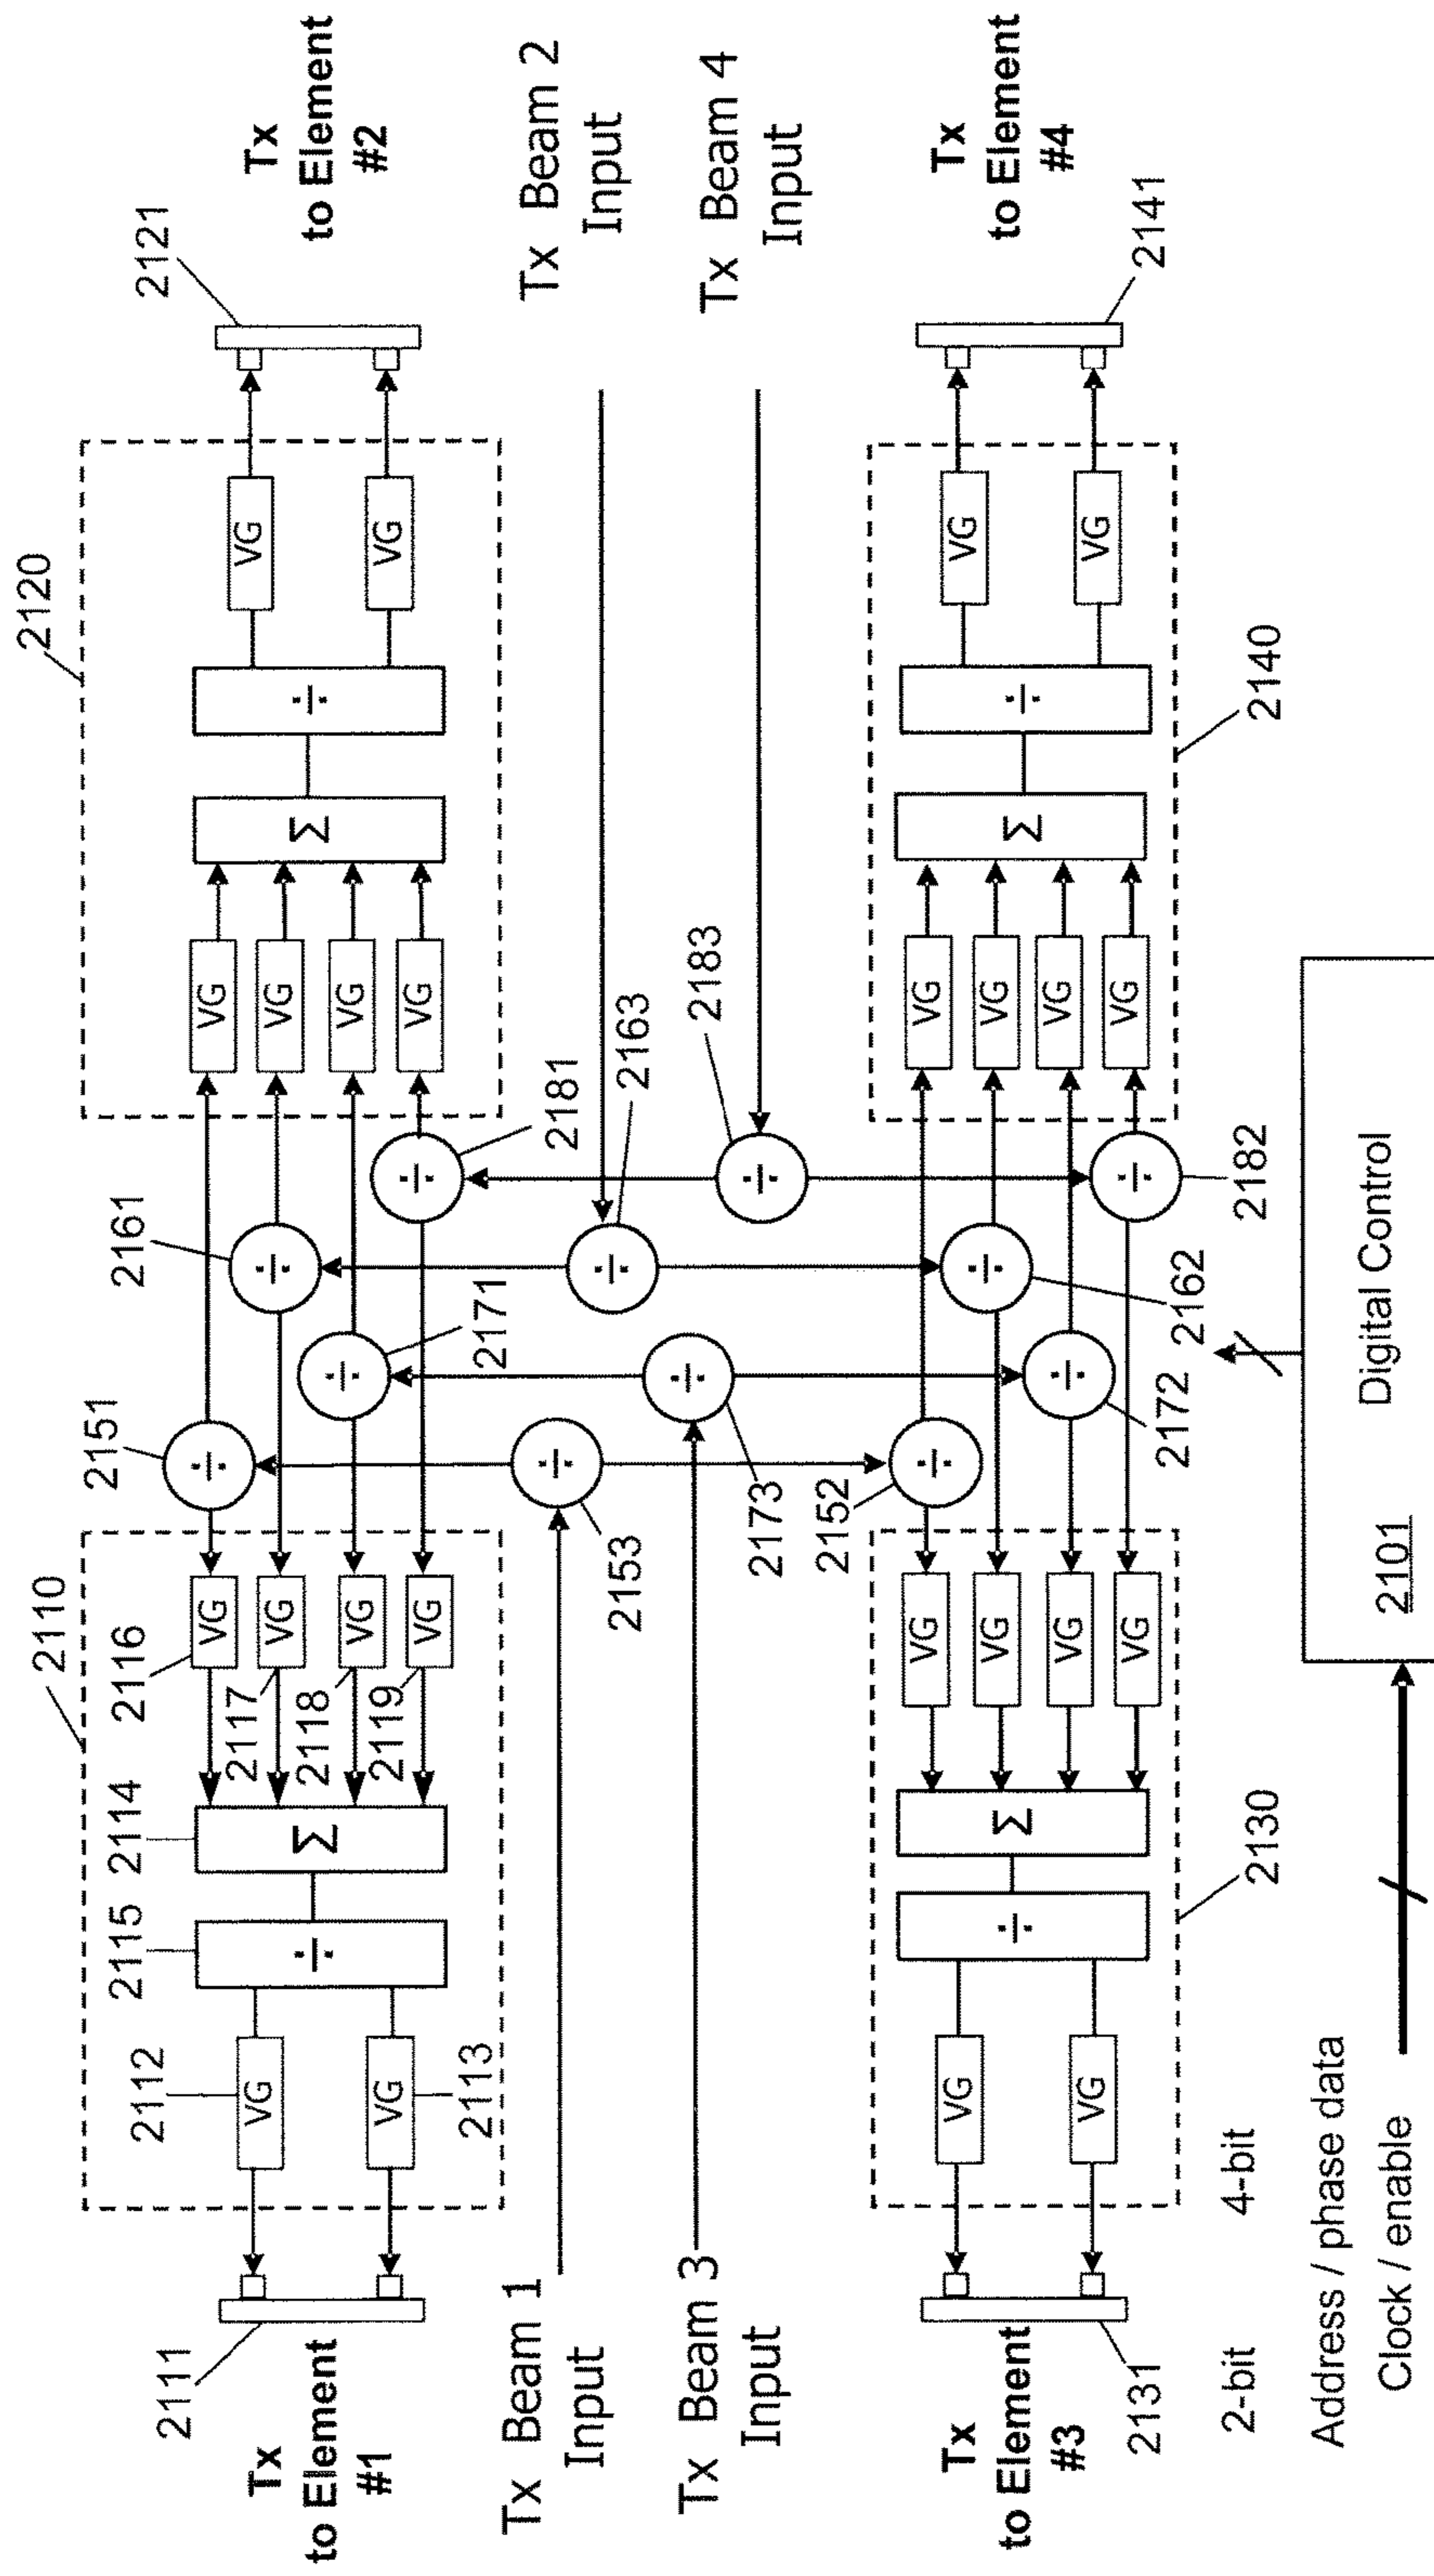 2110
2120
2151
2161
2112
2115
2114
2116
2117
2118
2119
2113
2111
2121
VG
VG
÷
Σ
VG
VG
VG
VG
÷
÷
÷
÷
VG
VG
VG
VG
Σ
÷
VG
VG
Tx
to Element
#1
Tx
to Element
#2
2171
2181
Tx Beam 1
Input
÷
2153
÷
2163
Tx Beam 2
Input
Tx Beam 3
Input
÷
2173
÷
2183
Tx Beam 4
Input
2152
Tx
to Element
#3
Tx
to Element
#4
2131
2141
VG
VG
÷
Σ
VG
VG
VG
VG
÷
÷
÷
÷
VG
VG
VG
VG
Σ
÷
VG
VG
2130
2172
2162
2182
2140
2-bit
4-bit
Address / phase data
Clock / enable
2101
Digital Control